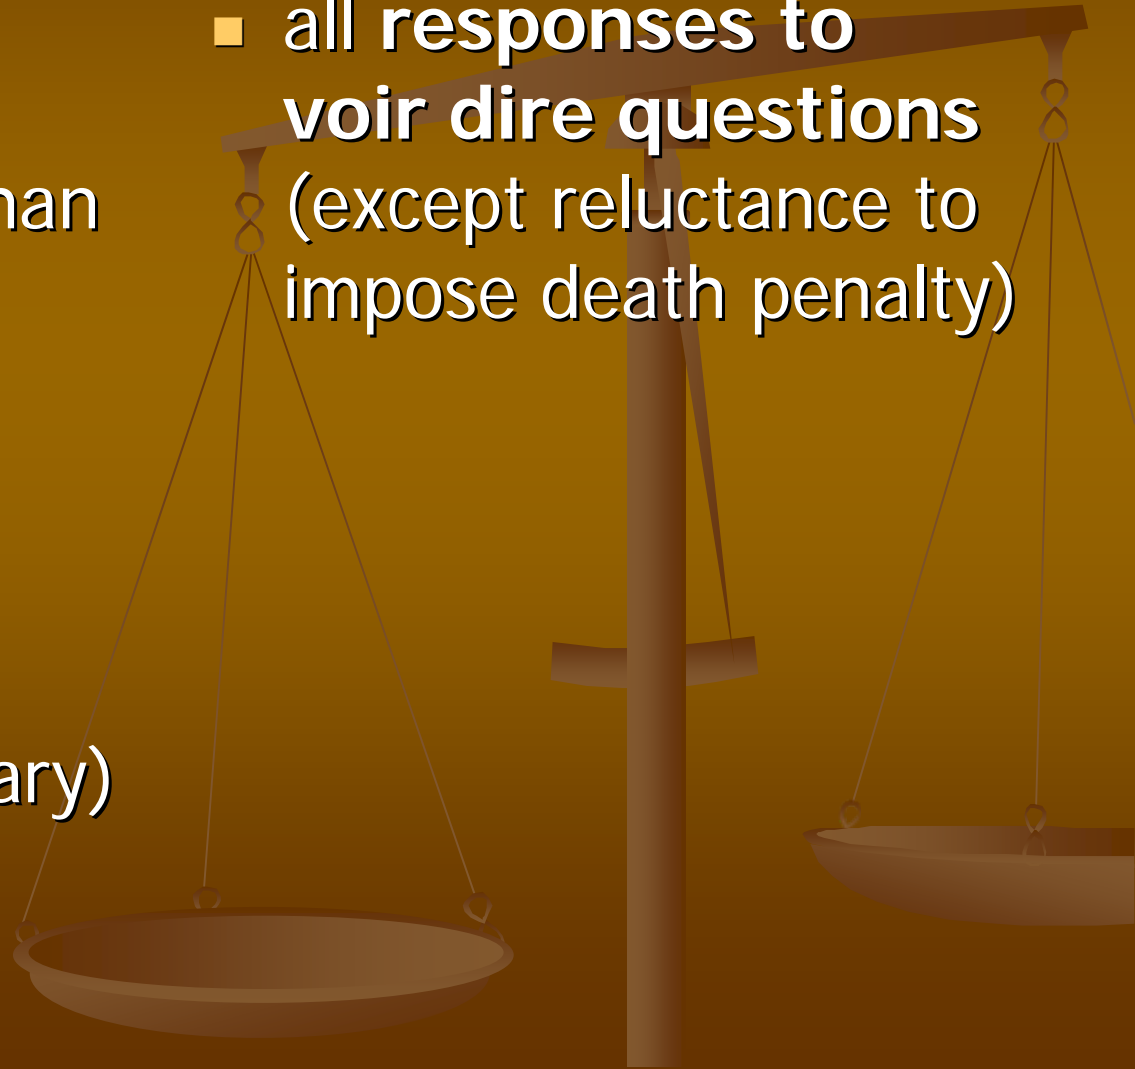 all responses to
voir dire questions
(except reluctance to
impose death penalty)